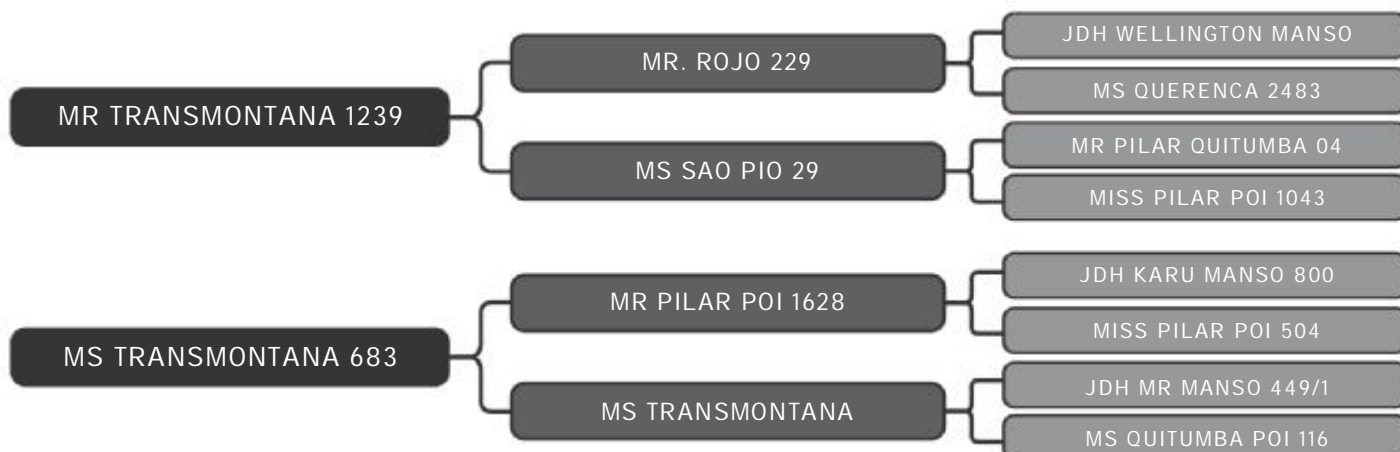 MR TRANSMONTANA 1239
MR. ROJO 229
JDH WELLINGTON MANSO
MS QUERENCA 2483
MS SAO PIO 29
MR PILAR QUITUMBA 04
MISS PILAR POI 1043
MS TRANSMONTANA 683
MR PILAR POI 1628
JDH KARU MANSO 800
MISS PILAR POI 504
MS TRANSMONTANA
JDH MR MANSO 449/1
MS QUITUMBA POI 116